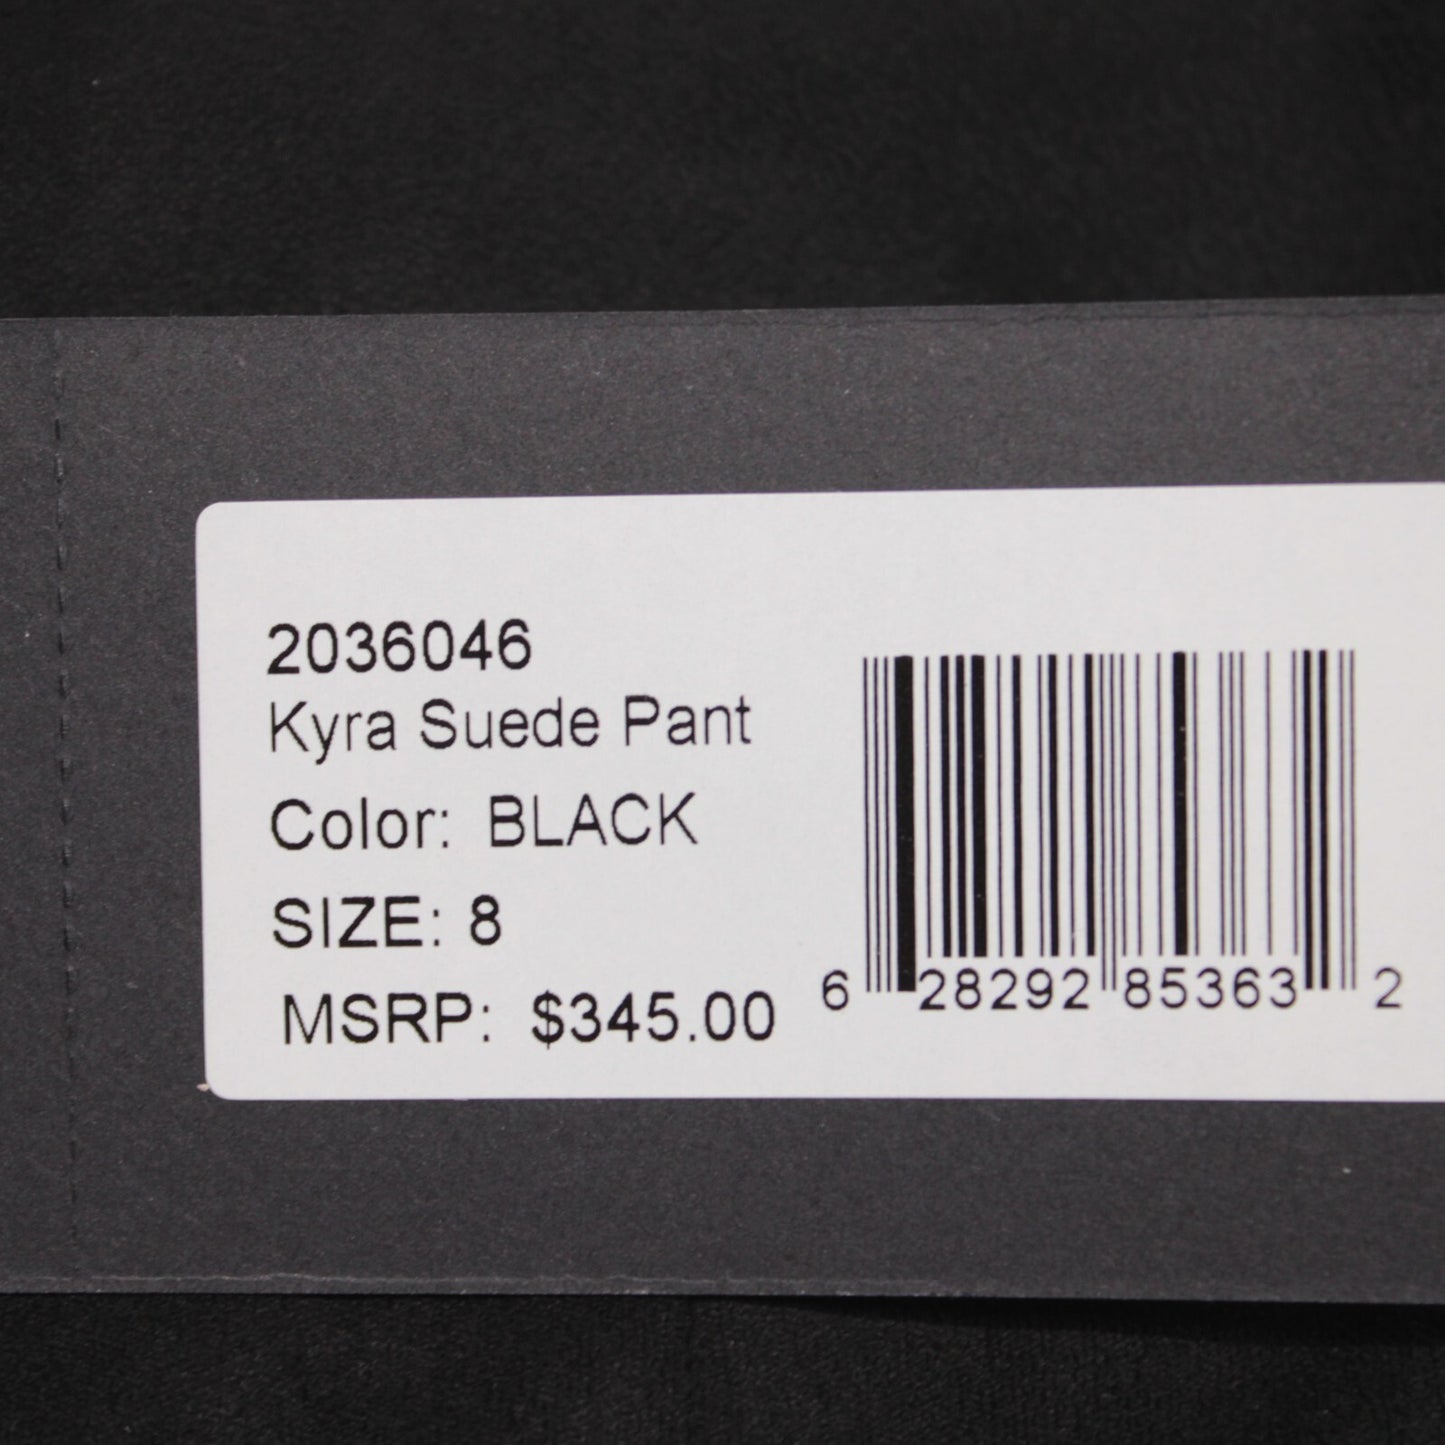 2036046
Kyra Suede Pant
Color: BLACK
SIZE: 8
MSRP: $345.00
6 28292 85363 2